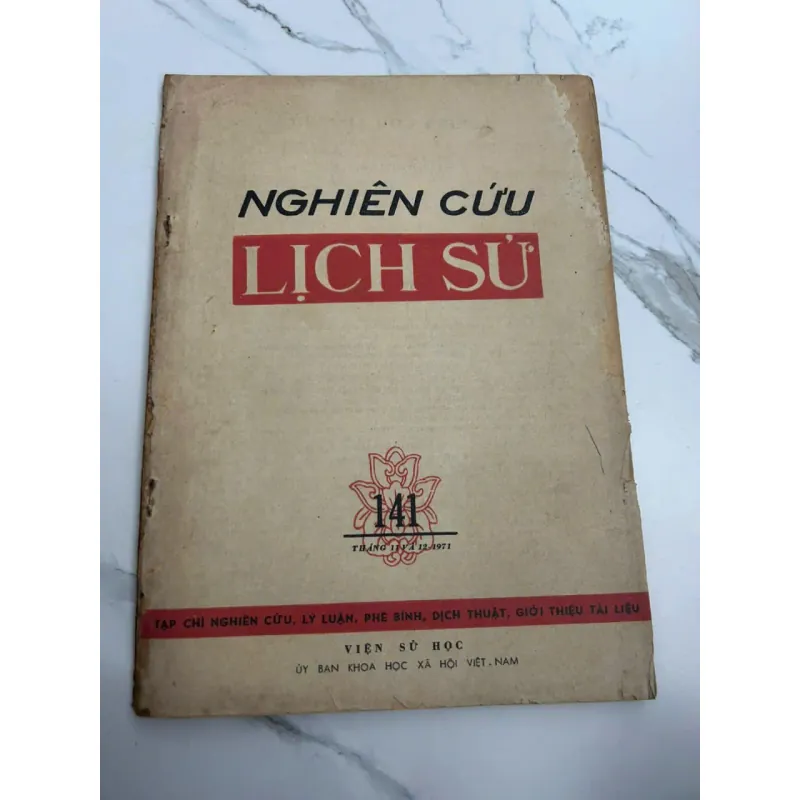 NGHIÊN CỨU
LỊCH SỬ
141
THÁNG 11 VÀ 12-1971
TẠP CHÍ NGHIÊN CỨU, LÝ LUẬN, PHÊ BÌNH, DỊCH THUẬT, GIỚI THIỆU TÀI LIỆU
VIỆN SỬ HỌC
ỦY BAN KHOA HỌC XÃ HỘI VIỆT-NAM